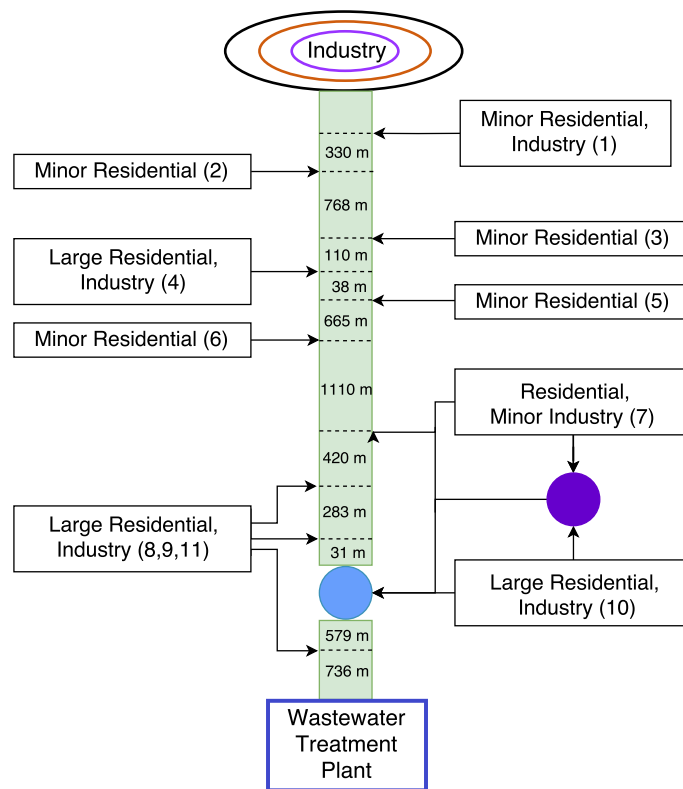 Industry
Minor Residential,
Industry (1)
330 m
Minor Residential (2)
768 m
Minor Residential (3)
110 m
Large Residential,
Industry (4)
38 m
Minor Residential (5)
665 m
Minor Residential (6)
1110 m
Residential,
Minor Industry (7)
420 m
283 m
Large Residential,
Industry (8,9,11)
31 m
Large Residential,
Industry (10)
579 m
736 m
Wastewater
Treatment
Plant